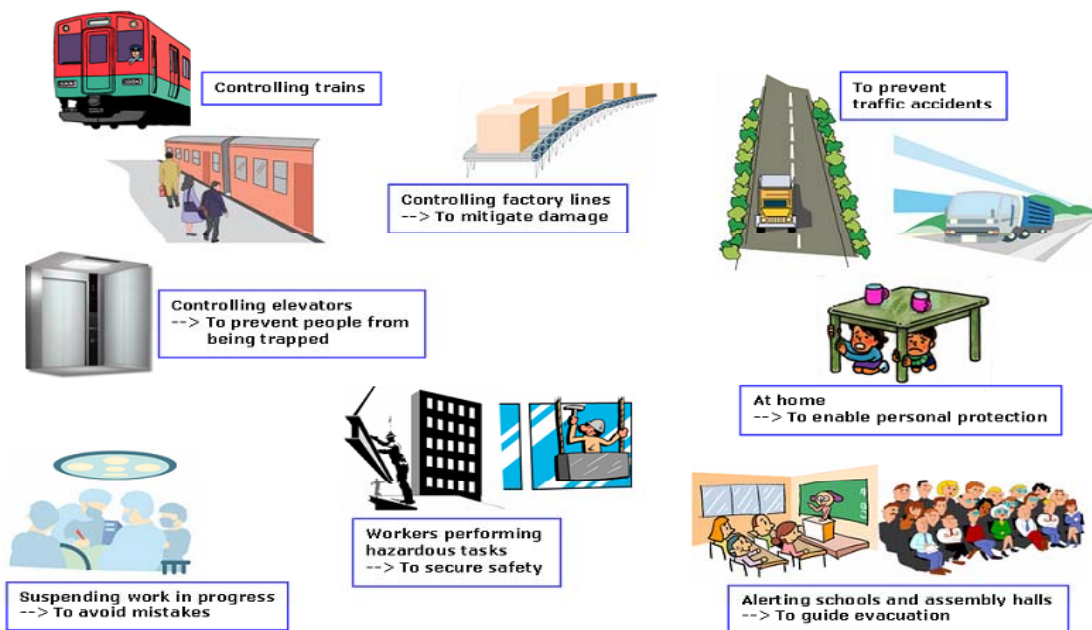 Controlling trains
To prevent
traffic accidents
Controlling factory lines
--> To mitigate damage
Controlling elevators
--> To prevent people from
being trapped
At home
--> To enable personal protection
Workers performing
hazardous tasks
--> To secure safety
Suspending work in progress
--> To avoid mistakes
Alerting schools and assembly halls
--> To guide evacuation